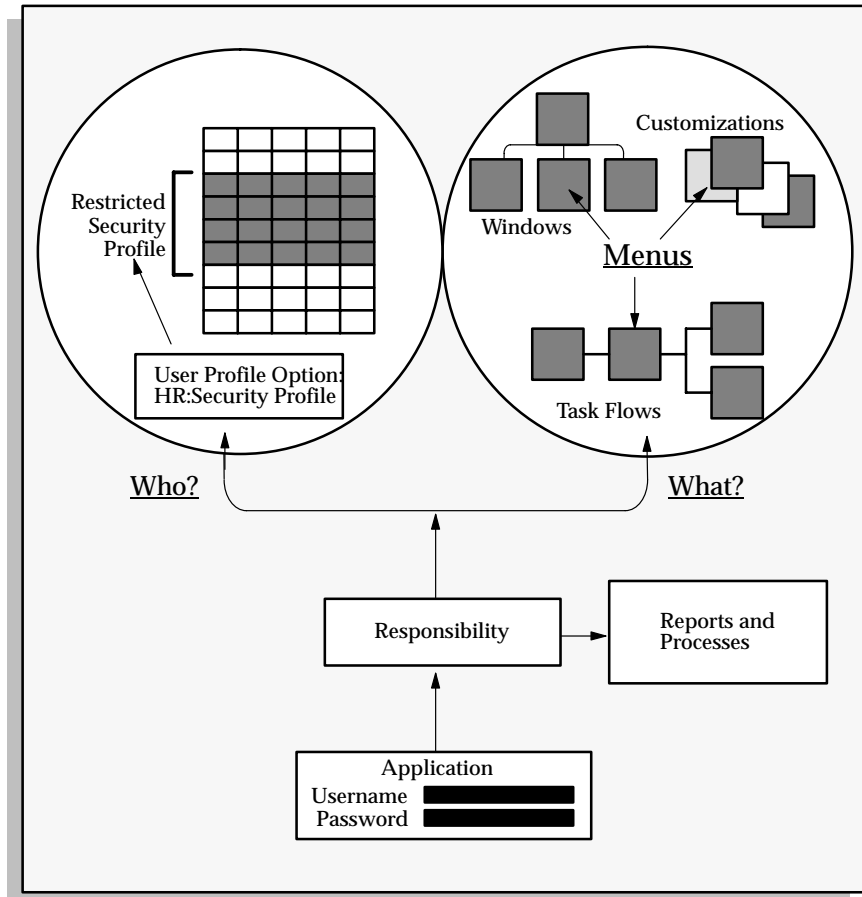 Restricted
Security
Profile
User Profile Option:
HR:Security Profile
Customizations
Windows
Menus
Task Flows
Who?
What?
Responsibility
Reports and
Processes
Application
Username
Password